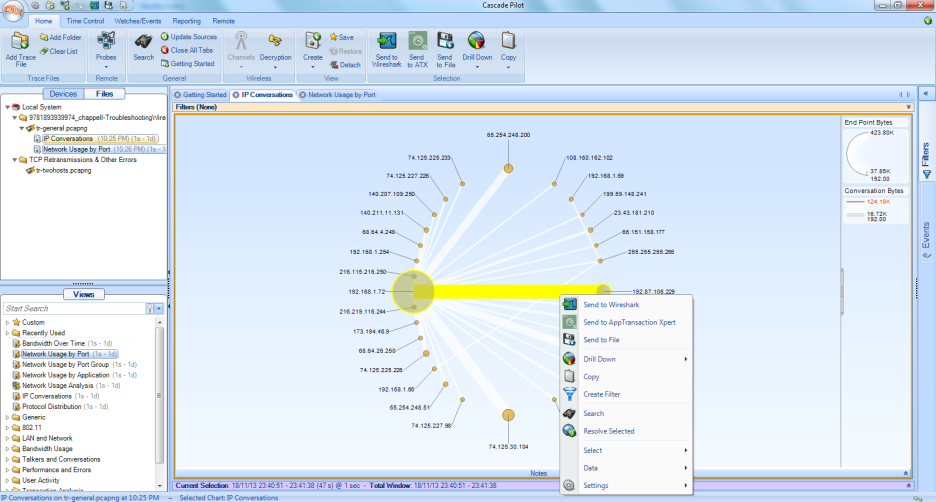 Cascade Pilot
Home Time Control Watches/Events Reporting Remote
Add Trace File
Add Folder
Clear List
Probes
Search
Update Sources
Close All Tabs
Getting Started
Channels
Decryption
Create
Save
Restore
Detach
Send to Wireshark
Send to ATX
Send to File
Drill Down
Copy
Trace Files Remote General Wireless View Selection
Devices Files
Local System
9781893939974_chappell-Troubleshooting\Wire
tr-general.pcapng
IP Conversations (10:25 PM) (1s - 1d)
Network Usage by Port (10:26 PM) (1s - 1
TCP Retransmissions & Other Errors
tr-twohosts.pcapng
Views
Start Search
Custom
Recently Used
Bandwidth Over Time (1s - 1d)
Network Usage by Port (1s - 1d)
Network Usage by Port Group (1s - 1d)
Network Usage by Application (1s - 1d)
Network Usage Analysis (1s - 1d)
IP Conversations (1s - 1d)
Protocol Distribution (1s - 1d)
Generic
802.11
LAN and Network
Bandwidth Usage
Talkers and Conversations
Performance and Errors
User Activity
Getting Started IP Conversations Network Usage by Port
Filters (None)
65.254.248.200
74.125.225.233
108.160.162.102
74.125.227.226
192.168.1.69
140.207.109.250
199.59.148.241
140.211.11.131
23.43.181.210
68.64.4.249
66.151.158.177
192.168.1.254
255.255.255.255
216.115.216.250
192.168.1.72
192.87.106.229
216.219.116.244
173.194.46.9
68.64.26.250
74.125.225.226
192.168.1.66
65.254.248.51
74.125.227.98
74.125.30.104
End Point Bytes
423.80K
37.85K
192.00
Conversation Bytes
124.18K
16.72K
192.00
Filters
Events
Send to Wireshark
Send to AppTransaction Xpert
Send to File
Drill Down
Copy
Create Filter
Search
Resolve Selected
Select
Data
Settings
Notes
Current Selection: 18/11/13 23:40:51 - 23:41:38 (47 s) @ 1 sec - Total Window: 18/11/13 23:40:51 - 23:41:38
IP Conversations on tr-general.pcapng at 10:25 PM – Selected Chart: IP Conversations